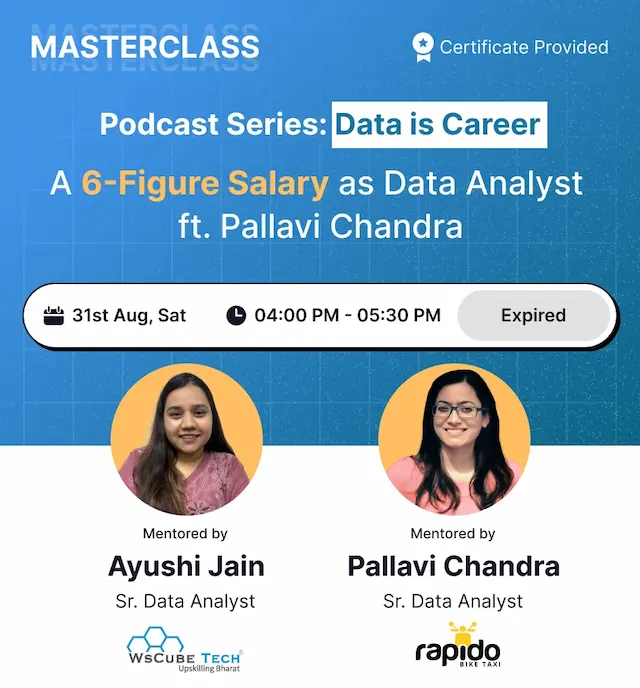 MASTERCLASS
Certificate Provided
Podcast Series: Data is Career
A 6-Figure Salary as Data Analyst
ft. Pallavi Chandra
31st Aug, Sat
04:00 PM - 05:30 PM
Expired
Mentored by
Ayushi Jain
Sr. Data Analyst
WsCube Tech®
Upskilling Bharat
Mentored by
Pallavi Chandra
Sr. Data Analyst
rapido
BIKE TAXI